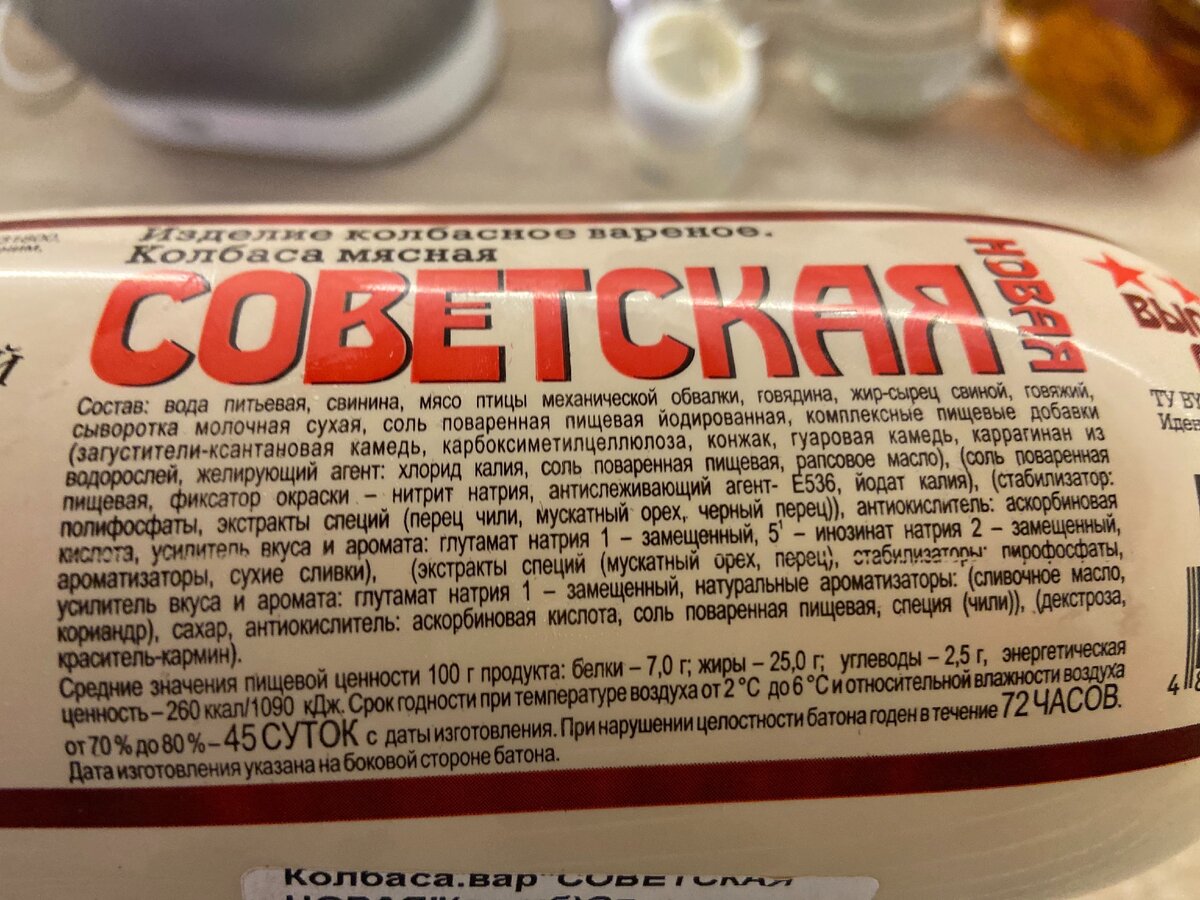 Изделие колбасное вареное.
Колбаса мясная
СОВЕТСКАЯ
НОВАЯ
Состав: вода питьевая, свинина, мясо птицы механической обвалки, говядина, жир-сырец свиной, говяжий,
сыворотка молочная сухая, соль поваренная пищевая йодированная, комплексные пищевые добавки
(загустители-ксантановая камедь, карбоксиметилцеллюлоза, конжак, гуаровая камедь, каррагинан из
водорослей, желирующий агент: хлорид калия, соль поваренная пищевая, рапсовое масло), (соль поваренная
пищевая, фиксатор окраски – нитрит натрия, антислеживающий агент- Е536, йодат калия), (стабилизатор:
полифосфаты, экстракты специй (перец чили, мускатный орех, черный перец)), антиокислитель: аскорбиновая
кислота, усилитель вкуса и аромата: глутамат натрия 1 – замещенный, 5¹ – инозинат натрия 2 – замещенный,
ароматизаторы, сухие сливки), (экстракты специй (мускатный орех, перец), стабилизаторы: пирофосфаты,
усилитель вкуса и аромата: глутамат натрия 1 – замещенный, натуральные ароматизаторы: (сливочное масло,
кориандр), сахар, антиокислитель: аскорбиновая кислота, соль поваренная пищевая, специя (чили)), (декстроза,
краситель-кармин).
Средние значения пищевой ценности 100 г продукта: белки – 7,0 г; жиры – 25,0 г; углеводы – 2,5 г, энергетическая
ценность – 260 ккал/1090 кДж. Срок годности при температуре воздуха от 2 °С до 6 °С и относительной влажности воздуха
от 70 % до 80 % – 45 СУТОК с даты изготовления. При нарушении целостности батона годен в течение 72 ЧАСОВ.
Дата изготовления указана на боковой стороне батона.
ТУ BY
4
Колбаса.вар "СОВЕТСКАЯ